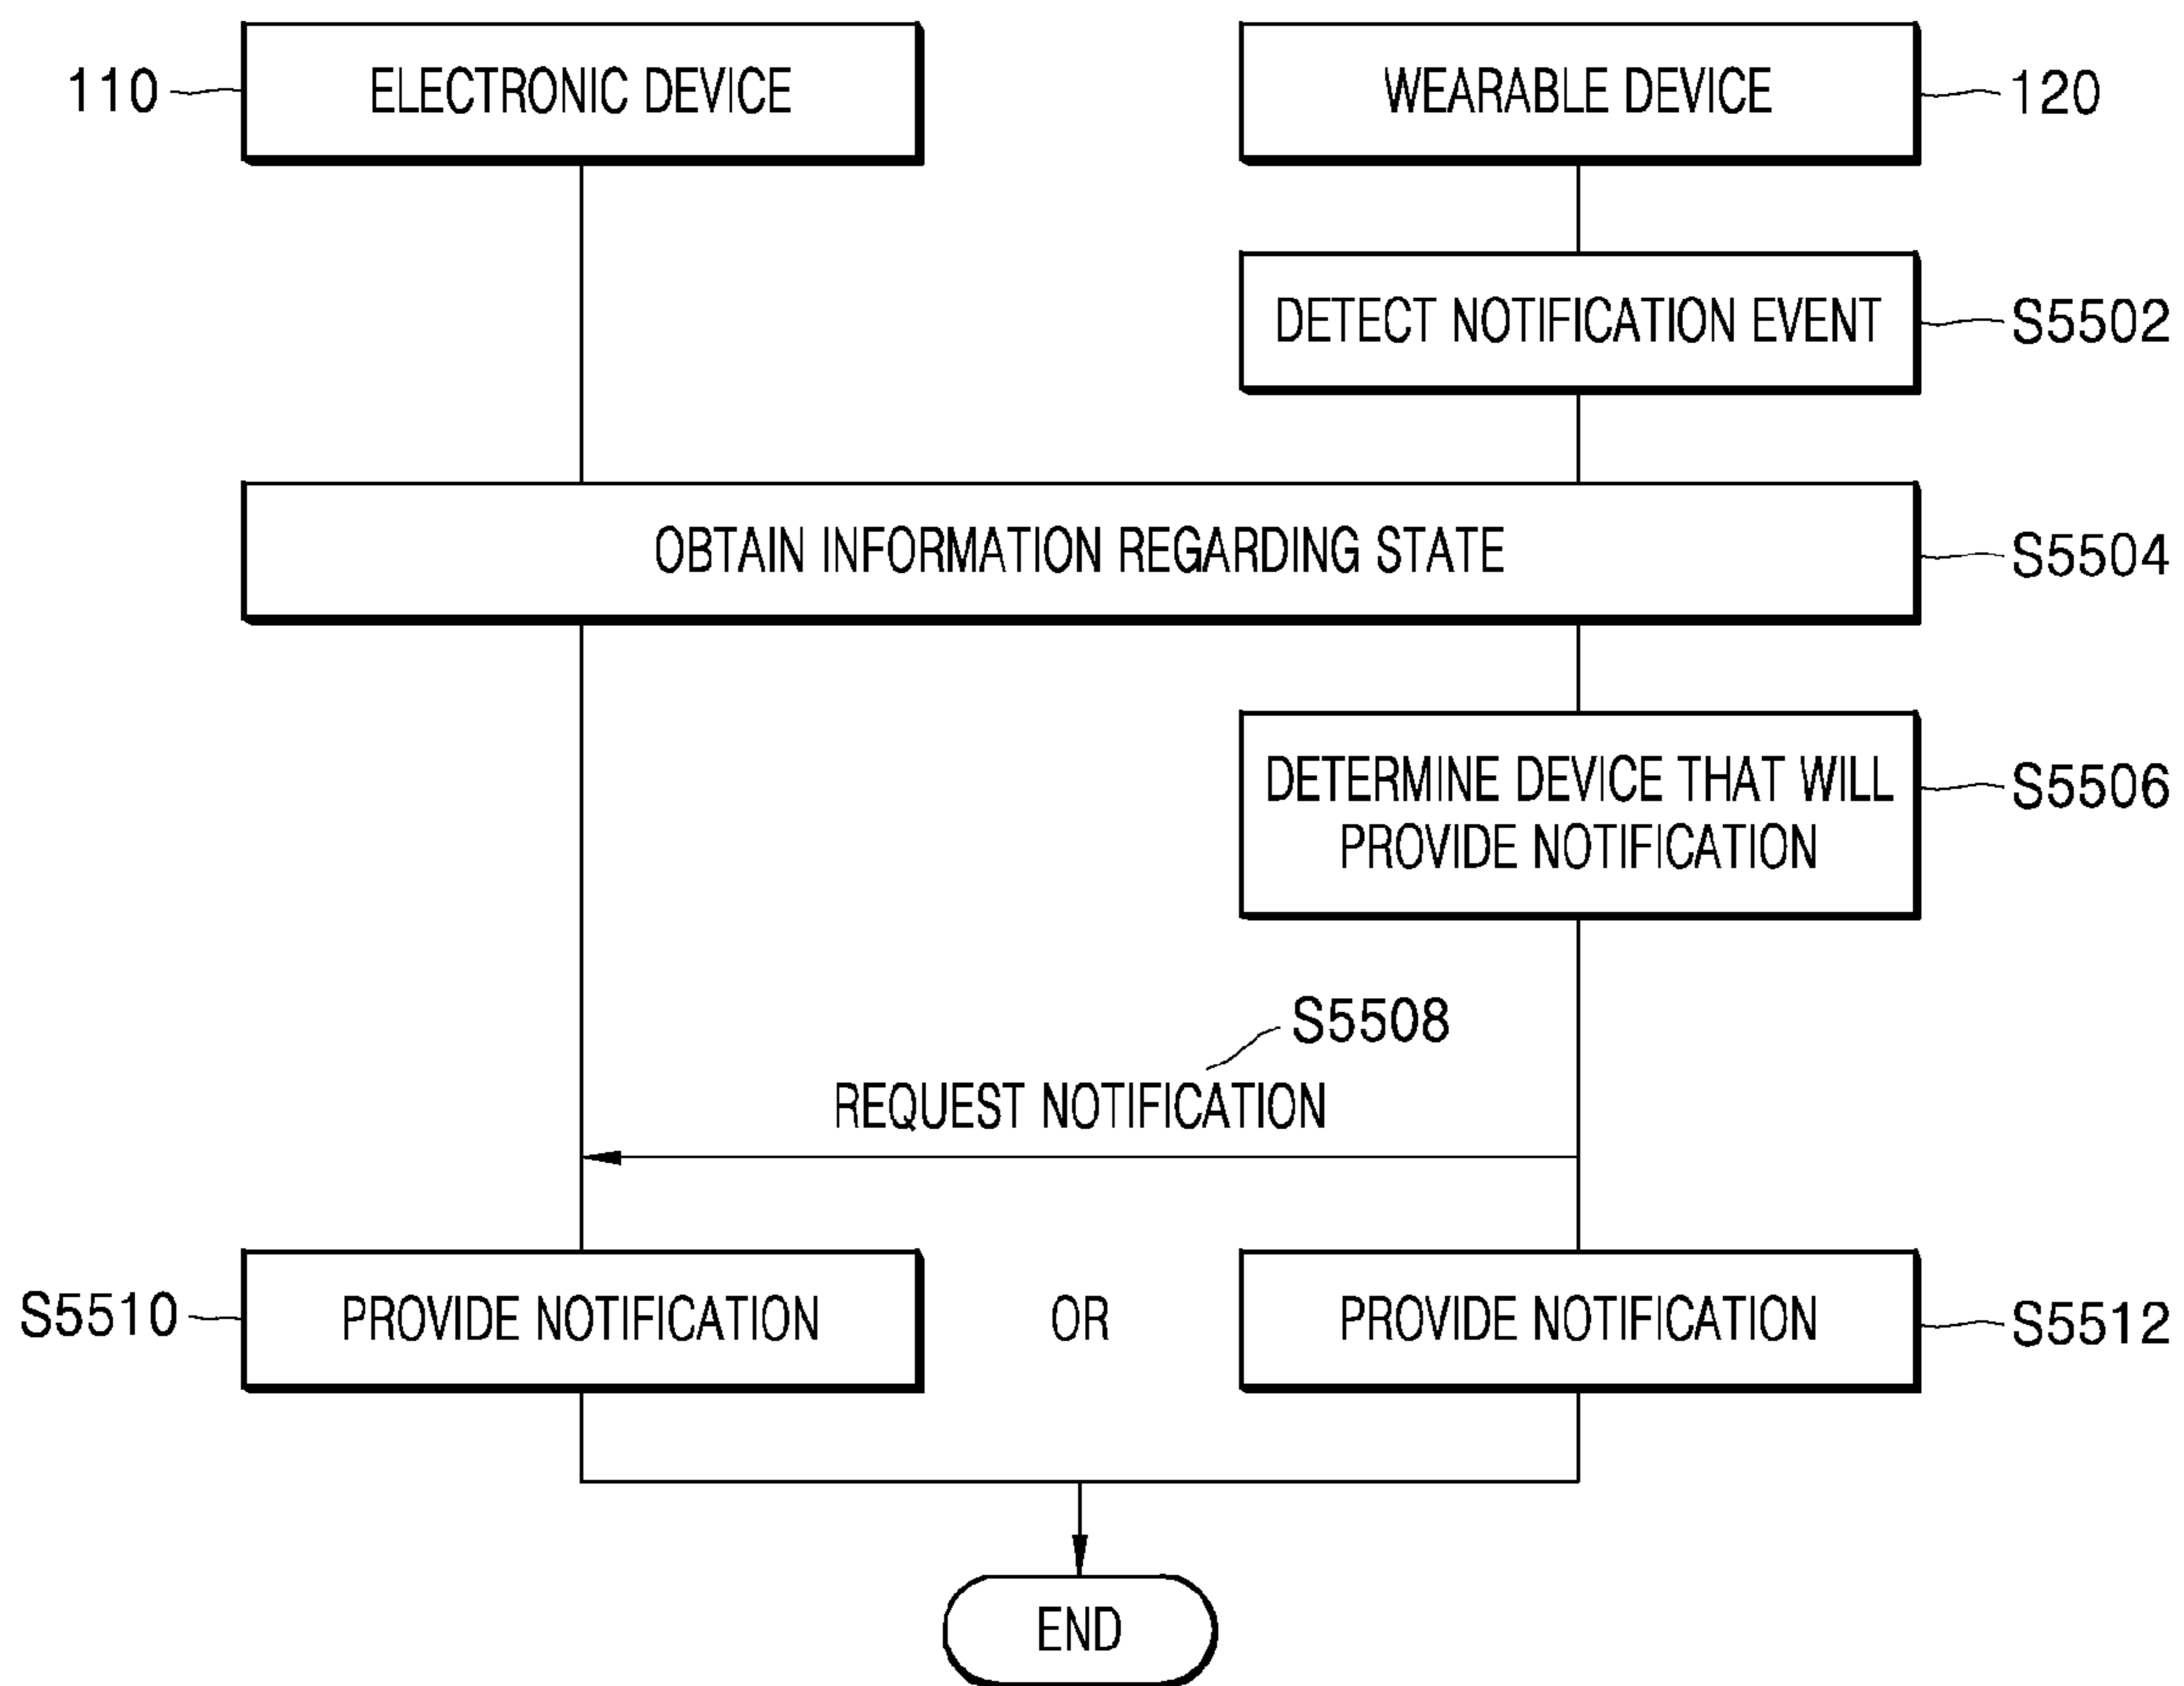 110
ELECTRONIC DEVICE
WEARABLE DEVICE
120
DETECT NOTIFICATION EVENT
S5502
OBTAIN INFORMATION REGARDING STATE
S5504
DETERMINE DEVICE THAT WILL
PROVIDE NOTIFICATION
S5506
S5508
REQUEST NOTIFICATION
S5510
PROVIDE NOTIFICATION
OR
PROVIDE NOTIFICATION
S5512
END